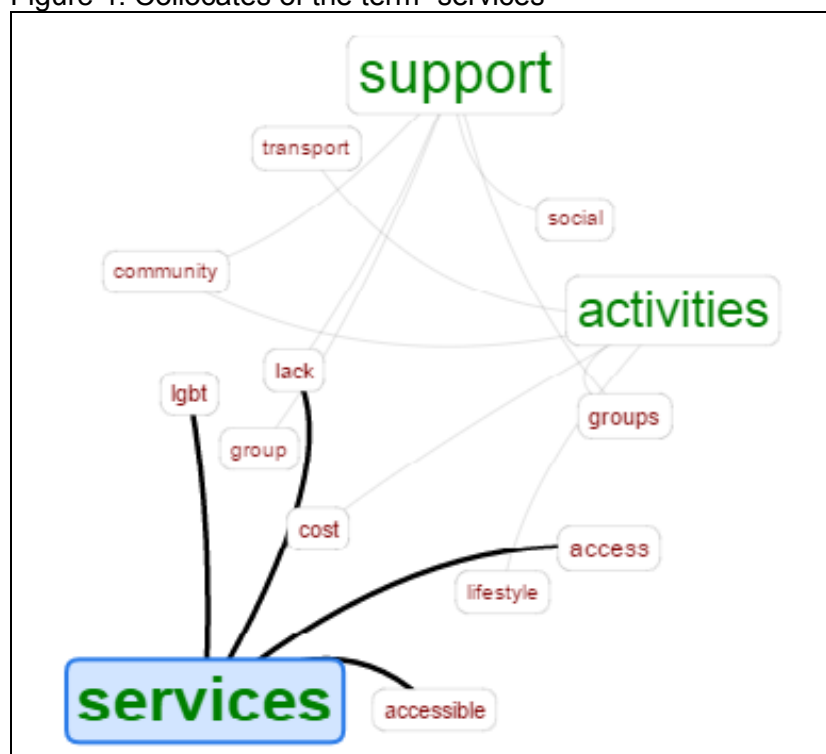 Figure 1: Collocates of the term "services"
support
transport
social
community
activities
lack
lgbt
groups
group
cost
access
lifestyle
services
accessible